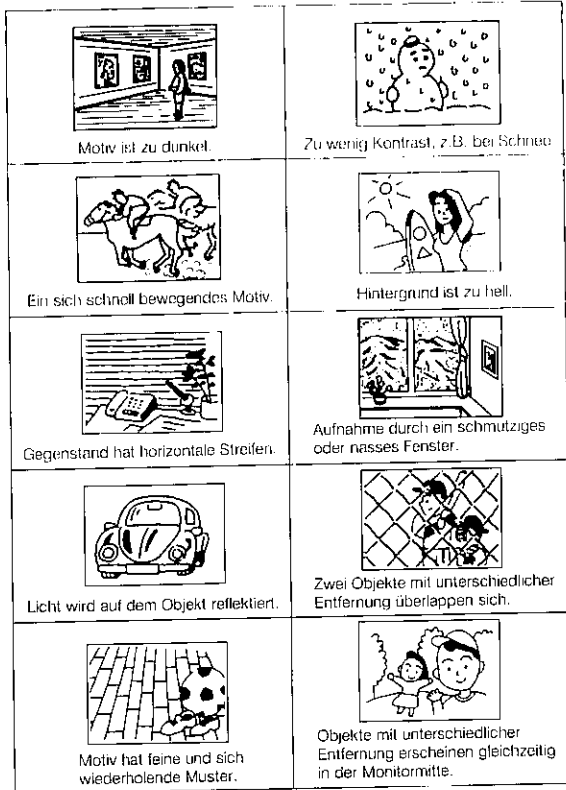 Motiv ist zu dunkel.
Zu wenig Kontrast, z.B. bei Schnee
Ein sich schnell bewegendes Motiv.
Hintergrund ist zu hell.
Gegenstand hat horizontale Streifen.
Aufnahme durch ein schmutziges
oder nasses Fenster.
Licht wird auf dem Objekt reflektiert.
Zwei Objekte mit unterschiedlicher
Entfernung überlappen sich.
Motiv hat feine und sich
wiederholende Muster.
Objekte mit unterschiedlicher
Entfernung erscheinen gleichzeitig
in der Monitormitte.